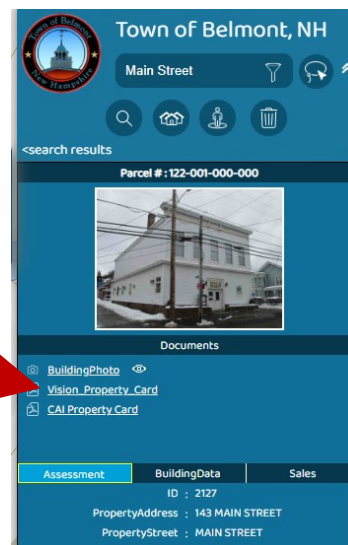 Town of Belmont
New Hampshire
Town of Belmont, NH
Main Street
<search results
Parcel # : 122-001-000-000
Documents
BuildingPhoto
Vision_Property_Card
CAI Property Card
Assessment BuildingData Sales
ID : 2127
PropertyAddress : 143 MAIN STREET
PropertyStreet : MAIN STREET